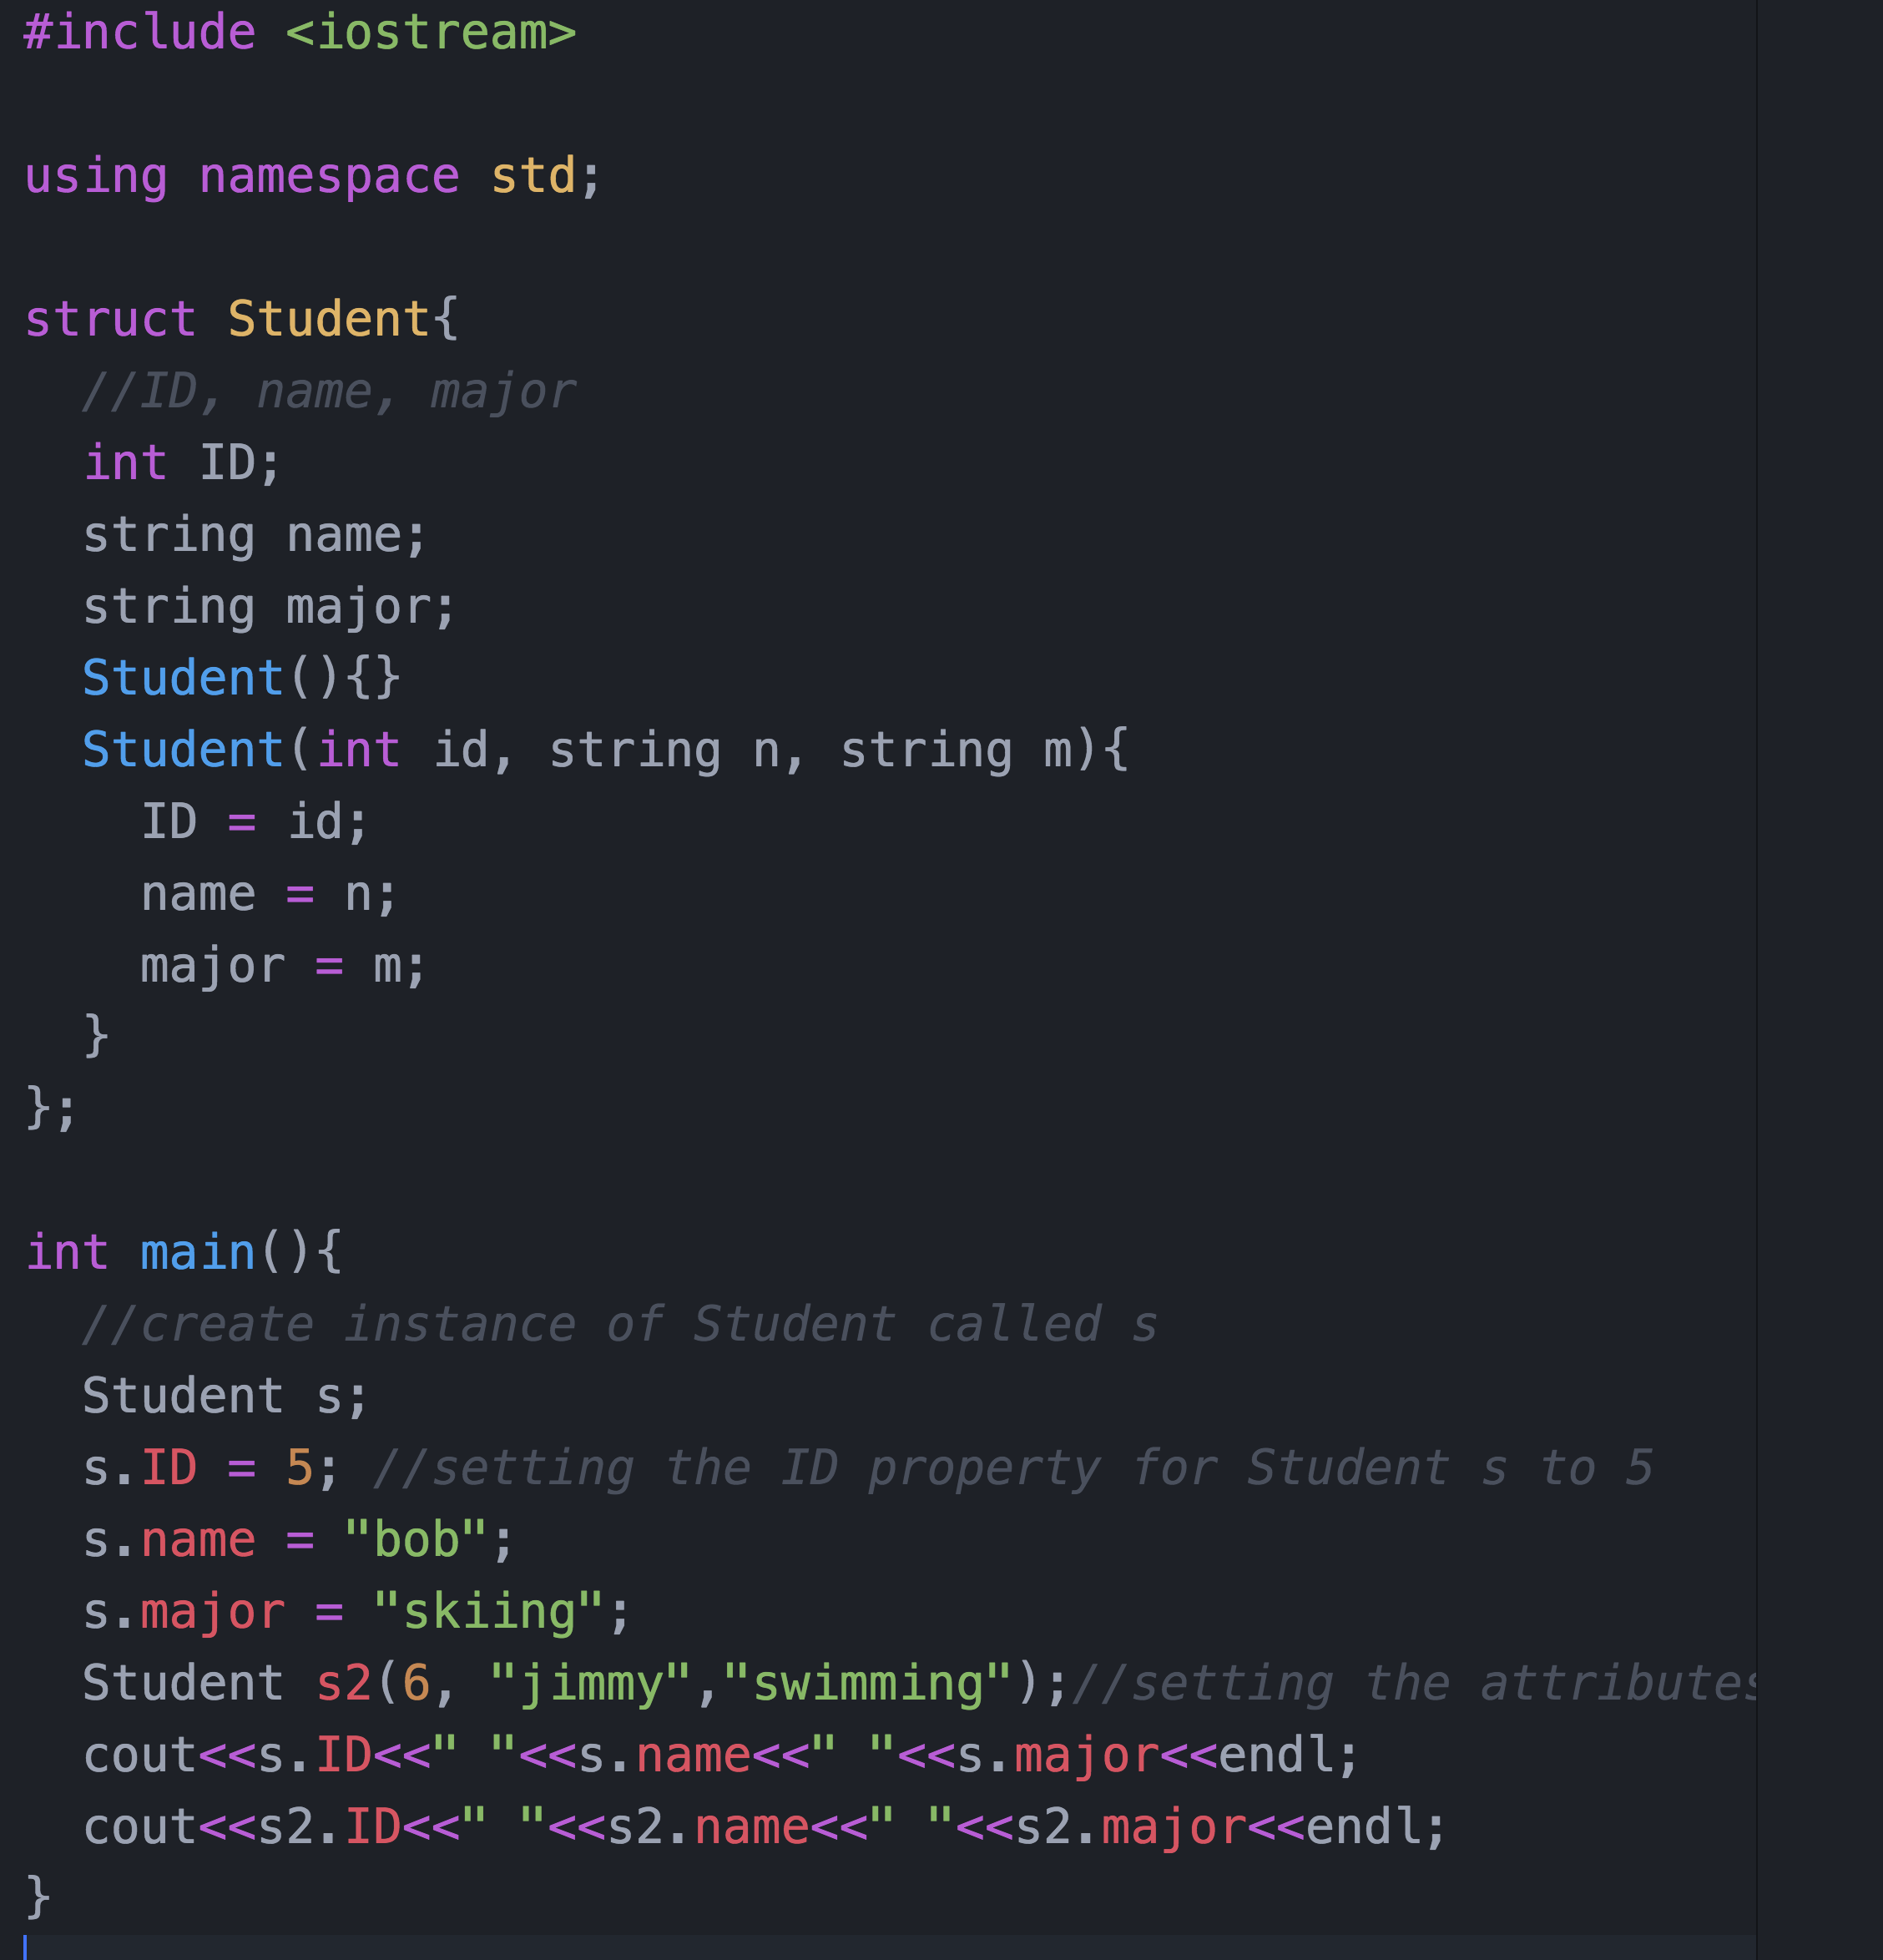 #include <iostream>
using namespace std;
struct Student{
//ID, name, major
int ID;
string name;
string major;
Student(){}
Student(int id, string n, string m){
ID = id;
name = n;
major = m;
}
};
int main(){
//create instance of Student called s
Student s;
s.ID = 5; //setting the ID property for Student s to 5
s.name = "bob";
s.major = "skiing";
Student s2(6, "jimmy","swimming");//setting the attributes
cout<<s.ID<<" "<<s.name<<" "<<s.major<<endl;
cout<<s2.ID<<" "<<s2.name<<" "<<s2.major<<endl;
}